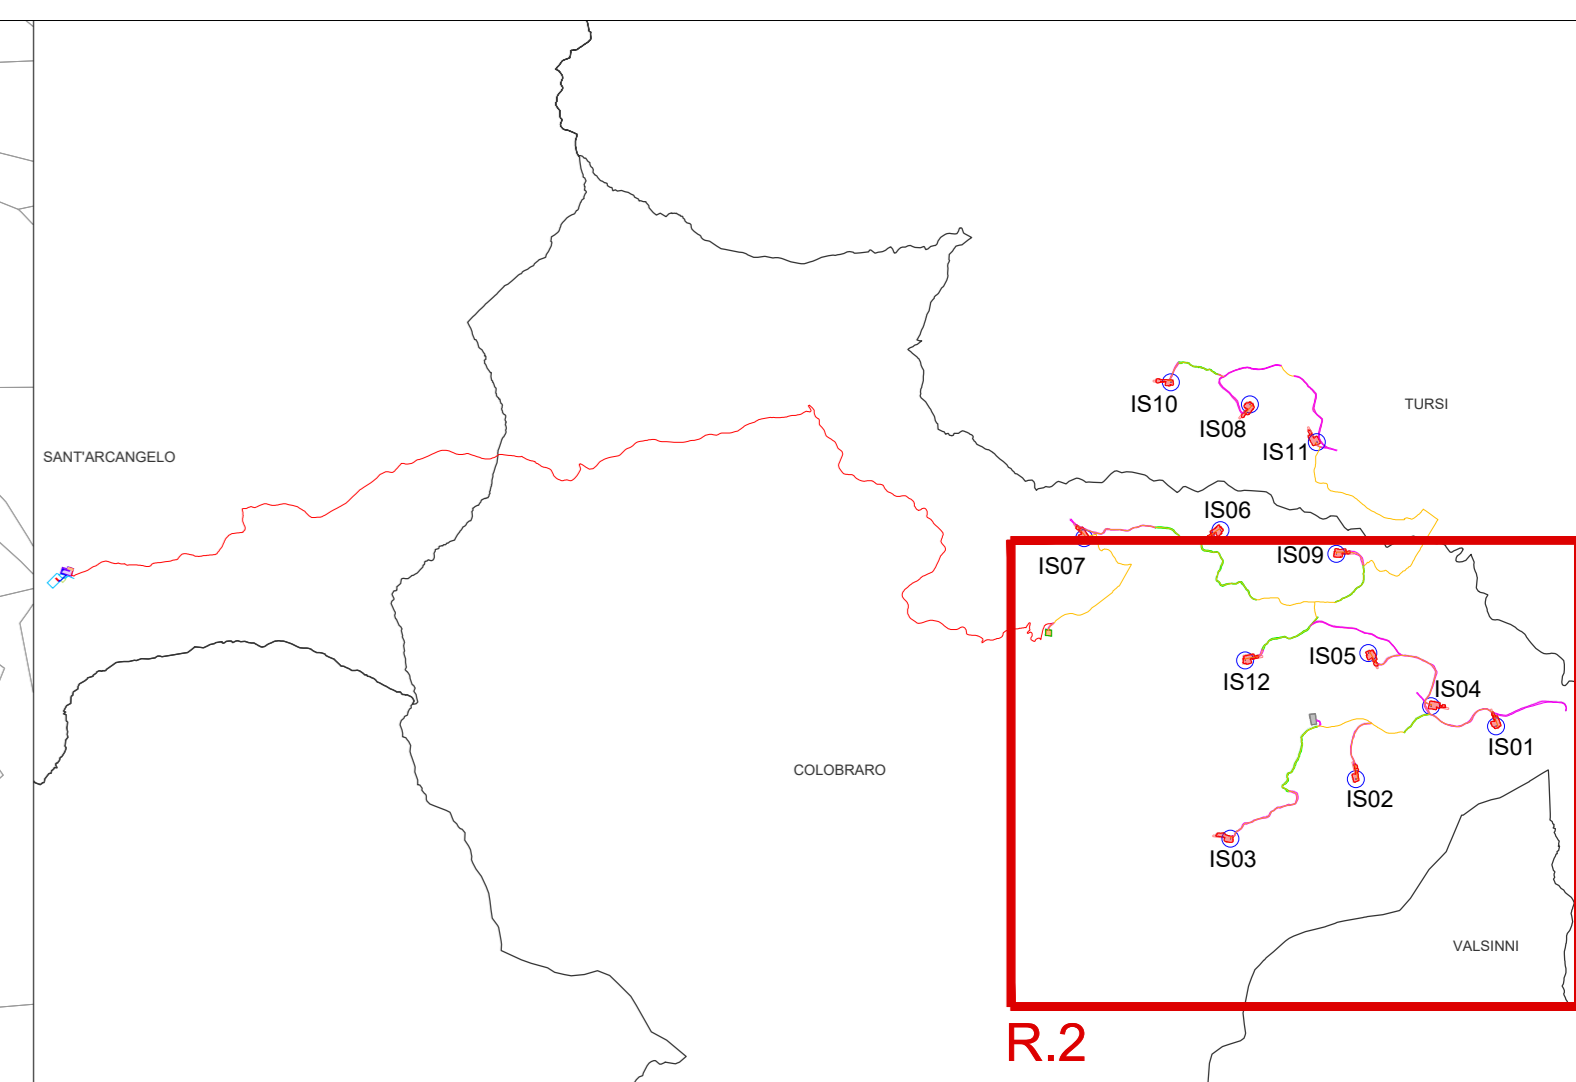 IS10
TURSI
IS08
IS11
SANT'ARCANGELO
IS06
IS09
IS07
IS05
IS12
IS04
IS01
COLOBRARO
IS02
IS03
VALSINNI
R.2